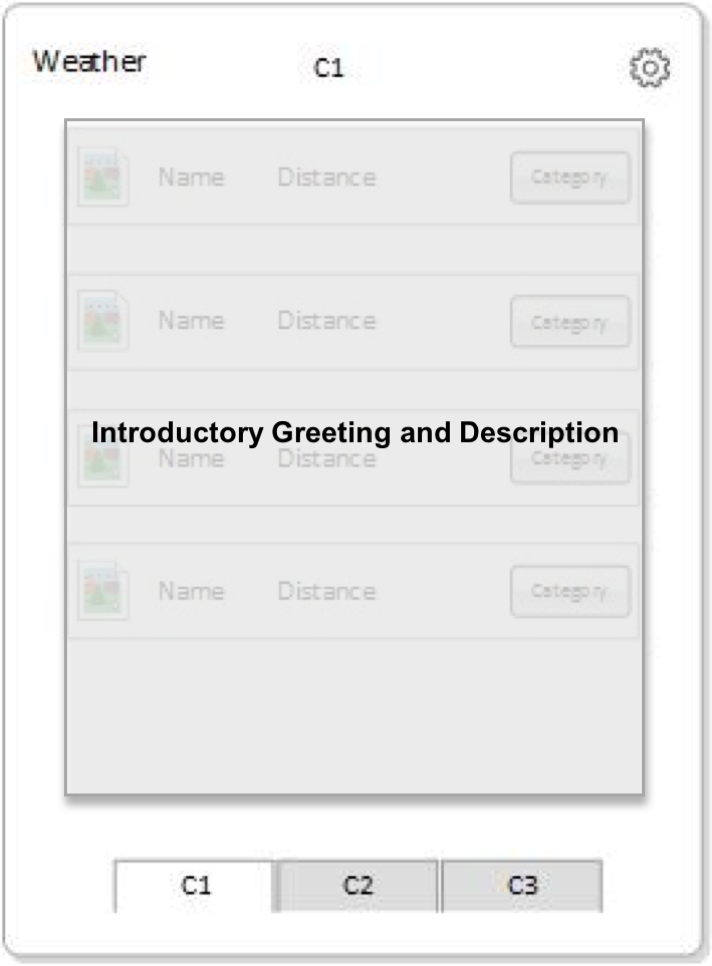 Weather C1
Name Distance Category
Name Distance Category
Introductory Greeting and Description
Name Distance Category
Name Distance Category
C1 C2 C3